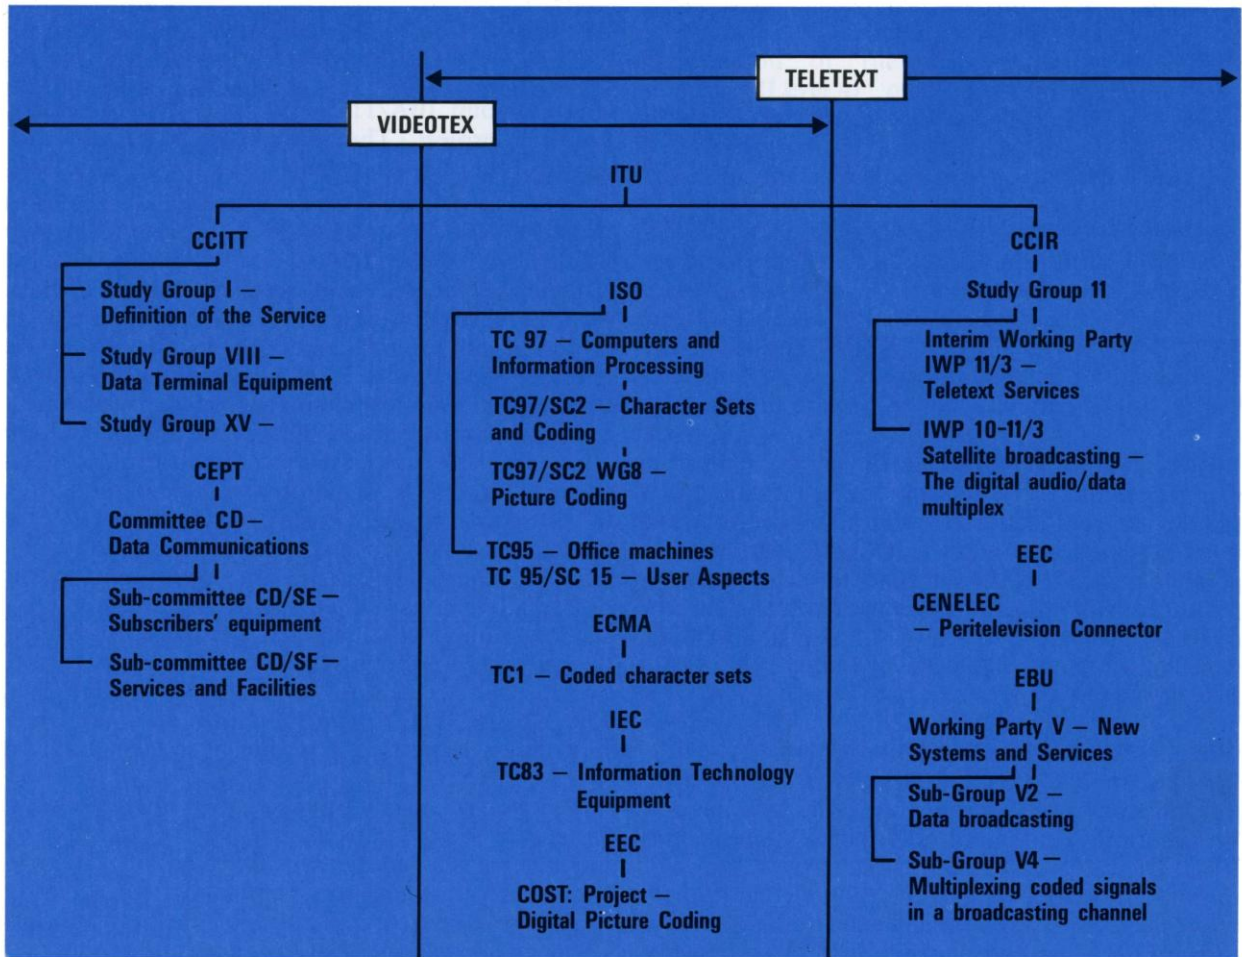 TELETEXT
VIDEOTEX
ITU
CCITT
Study Group I —
Definition of the Service
Study Group VIII —
Data Terminal Equipment
Study Group XV —
CEPT
Committee CD —
Data Communications
Sub-committee CD/SE —
Subscribers' equipment
Sub-committee CD/SF —
Services and Facilities
ISO
TC 97 — Computers and
Information Processing
TC97/SC2 — Character Sets
and Coding
TC97/SC2 WG8 —
Picture Coding
TC95 — Office machines
TC 95/SC 15 — User Aspects
ECMA
TC1 — Coded character sets
IEC
TC83 — Information Technology
Equipment
EEC
COST: Project —
Digital Picture Coding
CCIR
Study Group 11
Interim Working Party
IWP 11/3 —
Teletext Services
IWP 10-11/3
Satellite broadcasting —
The digital audio/data
multiplex
EEC
CENELEC
— Peritelevision Connector
EBU
Working Party V — New
Systems and Services
Sub-Group V2 —
Data broadcasting
Sub-Group V4 —
Multiplexing coded signals
in a broadcasting channel